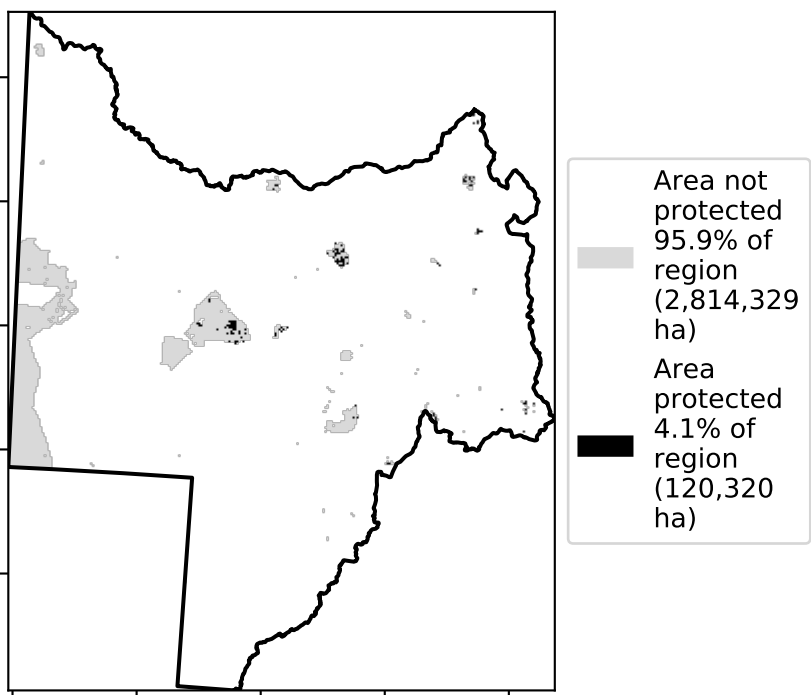 Area not
protected
95.9% of
region
(2,814,329
ha)
Area
protected
4.1% of
region
(120,320
ha)